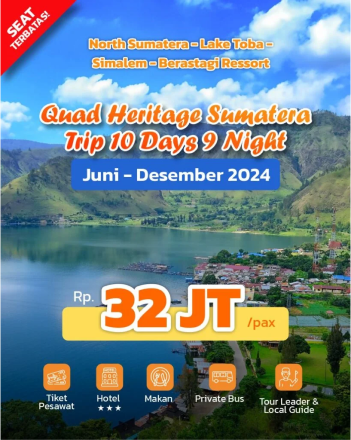 SEAT
TERBATAS!
North Sumatera - Lake Toba -
Simalem - Berastagi Ressort
Quad Heritage Sumatera
Trip 10 Days 9 Night
Juni - Desember 2024
Rp. 32 JT /pax
Tiket
Pesawat
Hotel
★★★
Makan
Private Bus
Tour Leader &
Local Guide